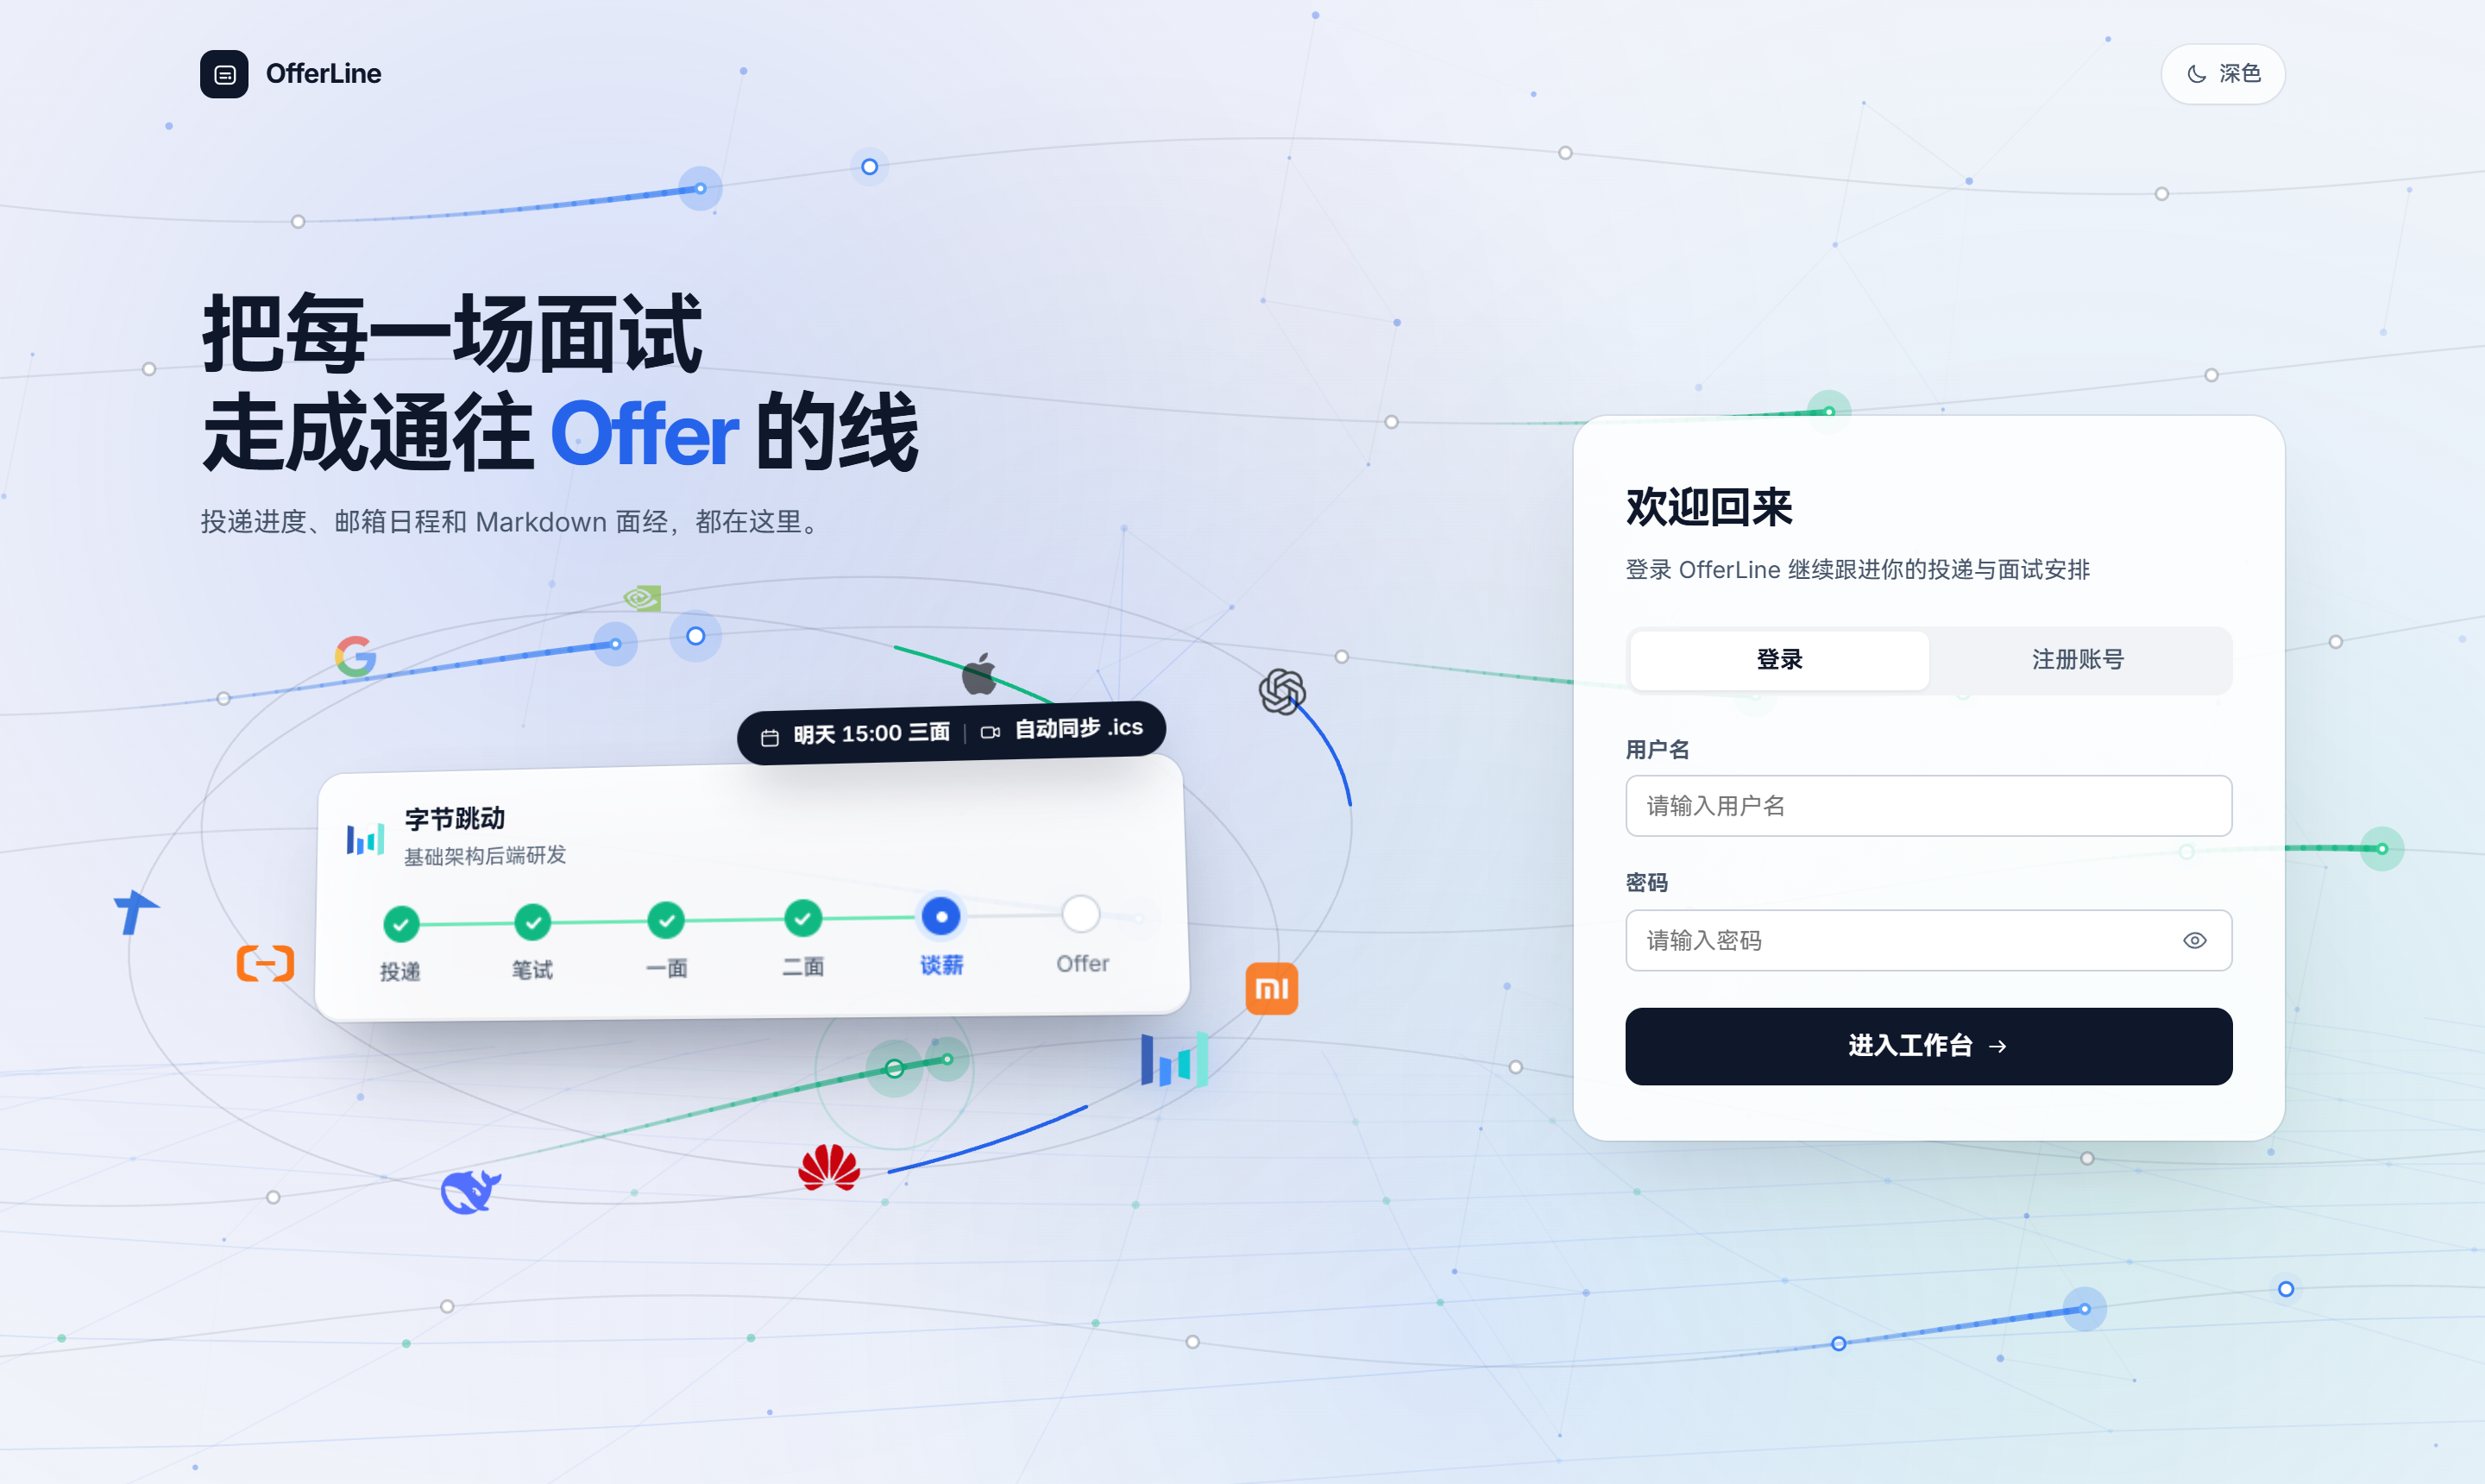 OfferLine
深色
把每一场面试
走成通往 Offer 的线
投递进度、邮箱日程和 Markdown 面经，都在这里。
明天 15:00 三面 | 自动同步 .ics
字节跳动
基础架构后端研发
投递 笔试 一面 二面 谈薪 Offer
mi
欢迎回来
登录 OfferLine 继续跟进你的投递与面试安排
登录 注册账号
用户名
请输入用户名
密码
请输入密码
进入工作台 →